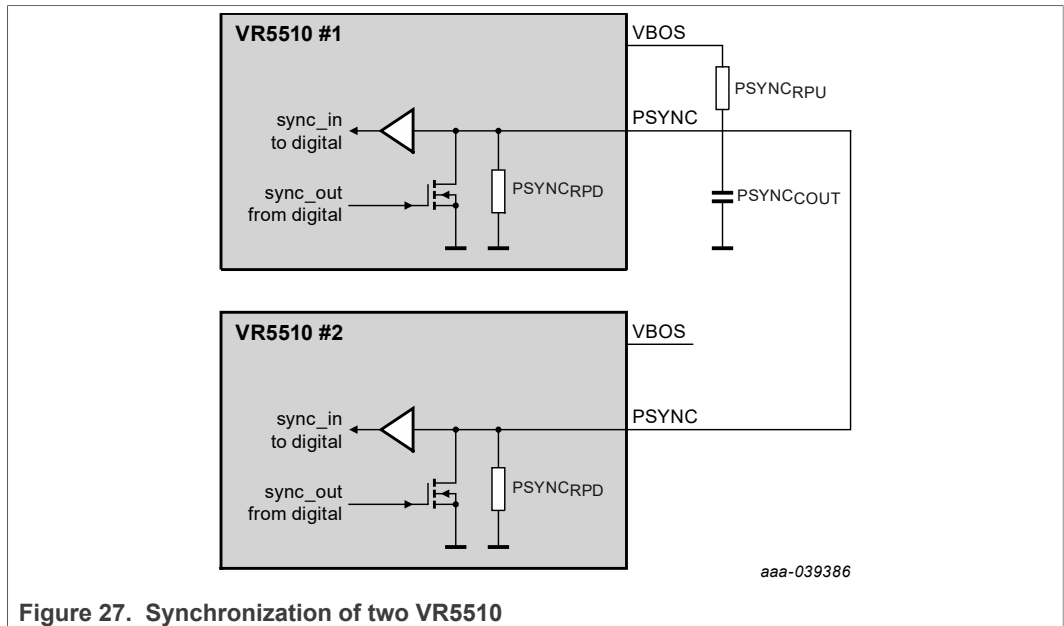 VR5510 #1
VBOS
PSYNCRPU
PSYNC
sync_in
to digital
PSYNCRPD
PSYNCCOUT
sync_out
from digital
VR5510 #2
VBOS
PSYNC
sync_in
to digital
PSYNCRPD
sync_out
from digital
aaa-039386
Figure 27. Synchronization of two VR5510